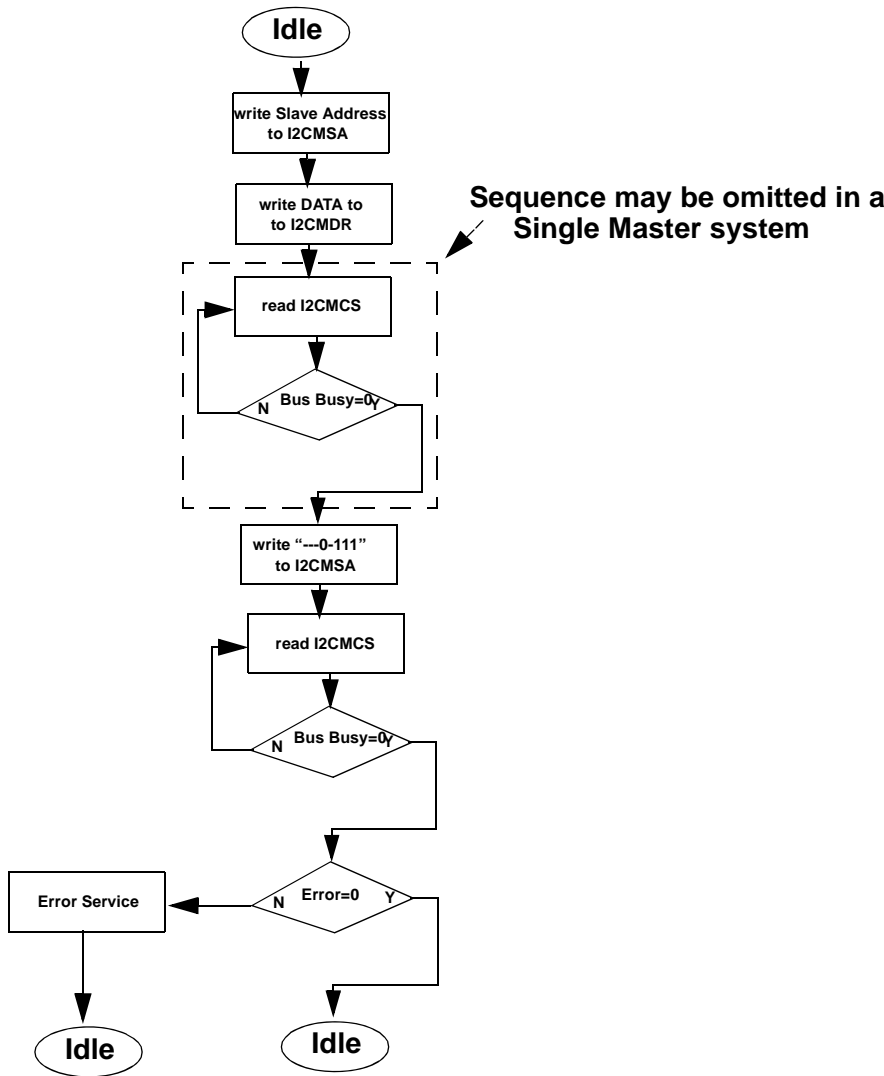 Idle
write Slave Address
to I2CMSA
write DATA to
to I2CMDR
Sequence may be omitted in a
Single Master system
read I2CMCS
N Bus Busy=0 Y
write “---0-111”
to I2CMSA
read I2CMCS
N Bus Busy=0 Y
Error Service
N Error=0 Y
Idle
Idle